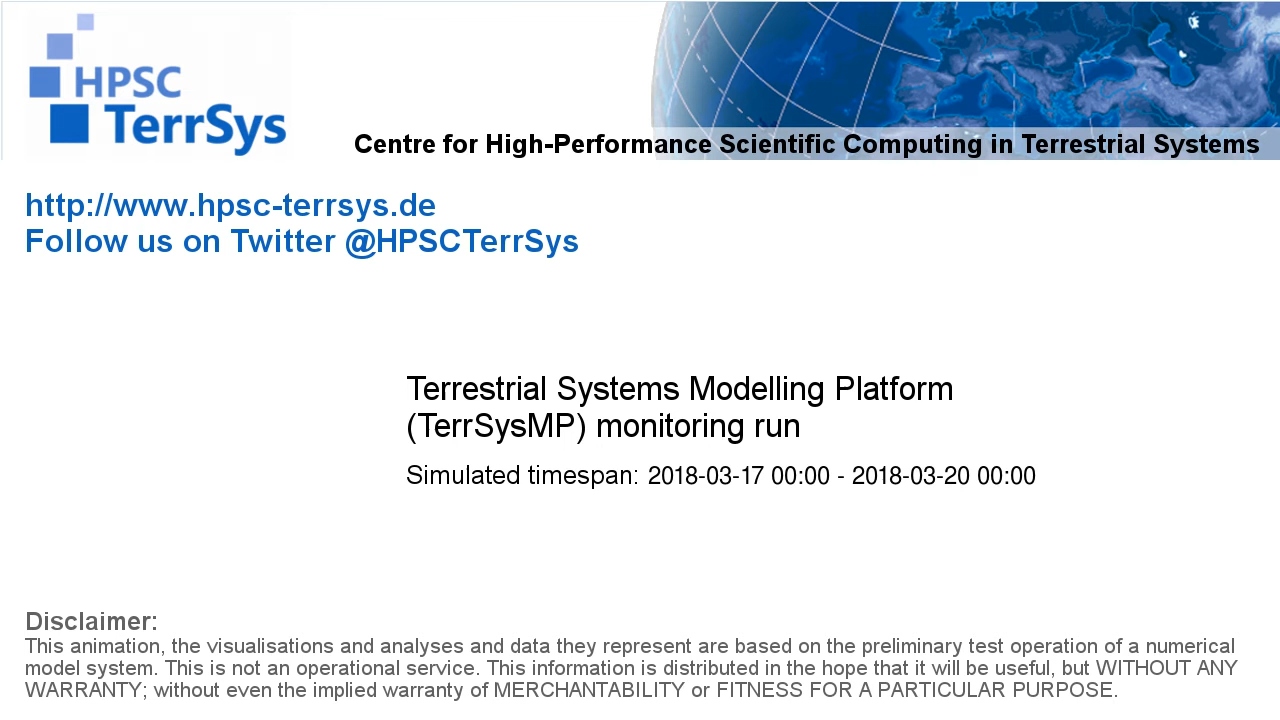 HPSC
TerrSys
Centre for High-Performance Scientific Computing in Terrestrial Systems
http://www.hpsc-terrsys.de
Follow us on Twitter @HPSCTerrSys
Terrestrial Systems Modelling Platform
(TerrSysMP) monitoring run
Simulated timespan: 2018-03-17 00:00 - 2018-03-20 00:00
Disclaimer:
This animation, the visualisations and analyses and data they represent are based on the preliminary test operation of a numerical
model system. This is not an operational service. This information is distributed in the hope that it will be useful, but WITHOUT ANY
WARRANTY; without even the implied warranty of MERCHANTABILITY or FITNESS FOR A PARTICULAR PURPOSE.